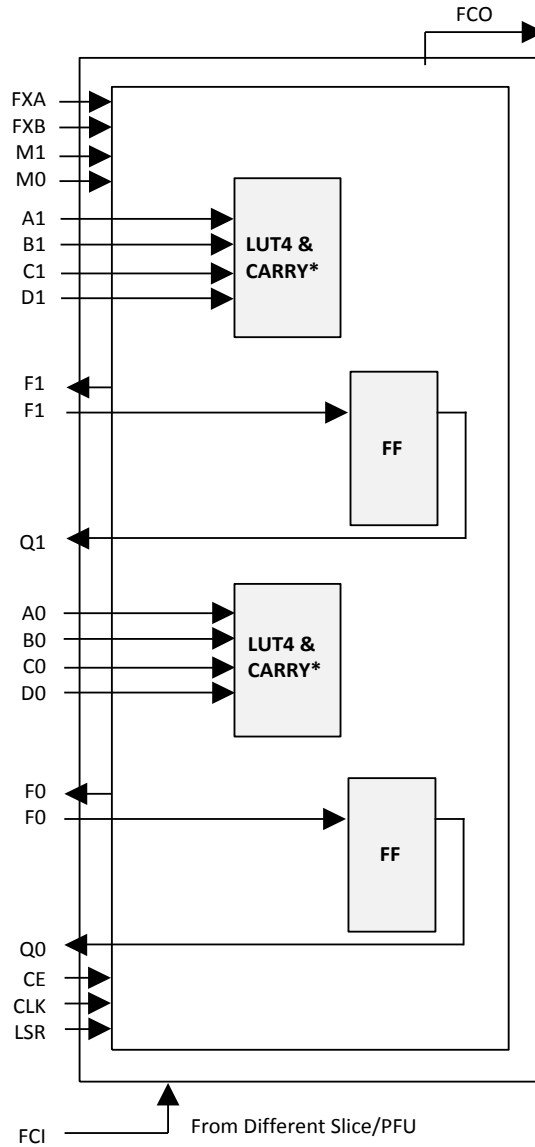 FCO
FXA
FXB
M1
M0
A1
B1
C1
D1
LUT4 &
CARRY*
F1
F1
FF
Q1
A0
B0
C0
D0
LUT4 &
CARRY*
F0
F0
FF
Q0
CE
CLK
LSR
From Different Slice/PFU
FCI